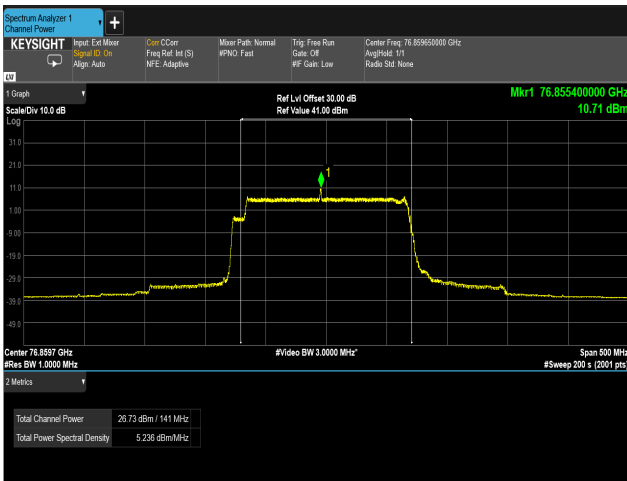 Spectrum Analyzer 1
Channel Power
+
KEYSIGHT
Input: Ext Mixer
Signal ID: On
Align: Auto
Corr CCorr
Freq Ref: Int (S)
NFE: Adaptive
Mixer Path: Normal
#PNO: Fast
Trig: Free Run
Gate: Off
#IF Gain: Low
Center Freq: 76.859650000 GHz
Avg|Hold: 1/1
Radio Std: None
LXI
1 Graph
Scale/Div 10.0 dB
Ref Lvl Offset 30.00 dB
Ref Value 41.00 dBm
Mkr1 76.855400000 GHz
10.71 dBm
Log
31.0
21.0
11.0
1.00
-9.00
-19.0
-29.0
-39.0
-49.0
1
Center 76.8597 GHz
#Res BW 1.0000 MHz
#Video BW 3.0000 MHz*
Span 500 MHz
#Sweep 200 s (2001 pts)
2 Metrics
Total Channel Power 26.73 dBm / 141 MHz
Total Power Spectral Density 5.236 dBm/MHz